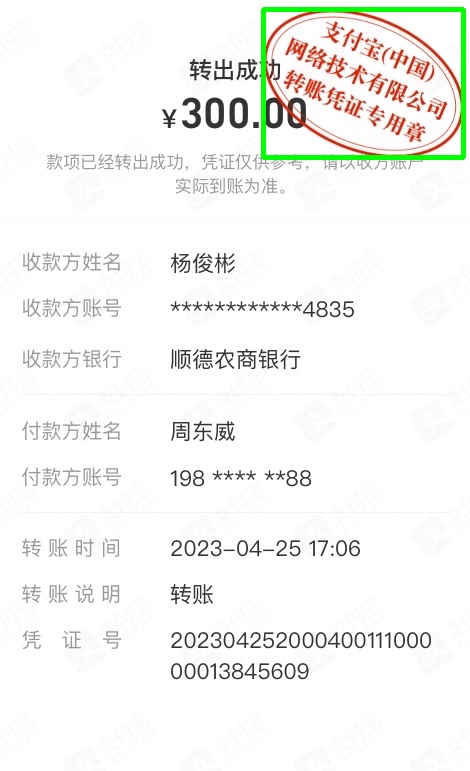 支付宝(中国)
网络技术有限公司
转账凭证专用章
转出成功
¥300.00
款项已经转出成功，凭证仅供参考，请以收方账户
实际到账为准。
收款方姓名 杨俊彬
收款方账号 ************4835
收款方银行 顺德农商银行
付款方姓名 周东威
付款方账号 198 **** **88
转账时间 2023-04-25 17:06
转账说明 转账
凭证号 202304252000400111000
00013845609